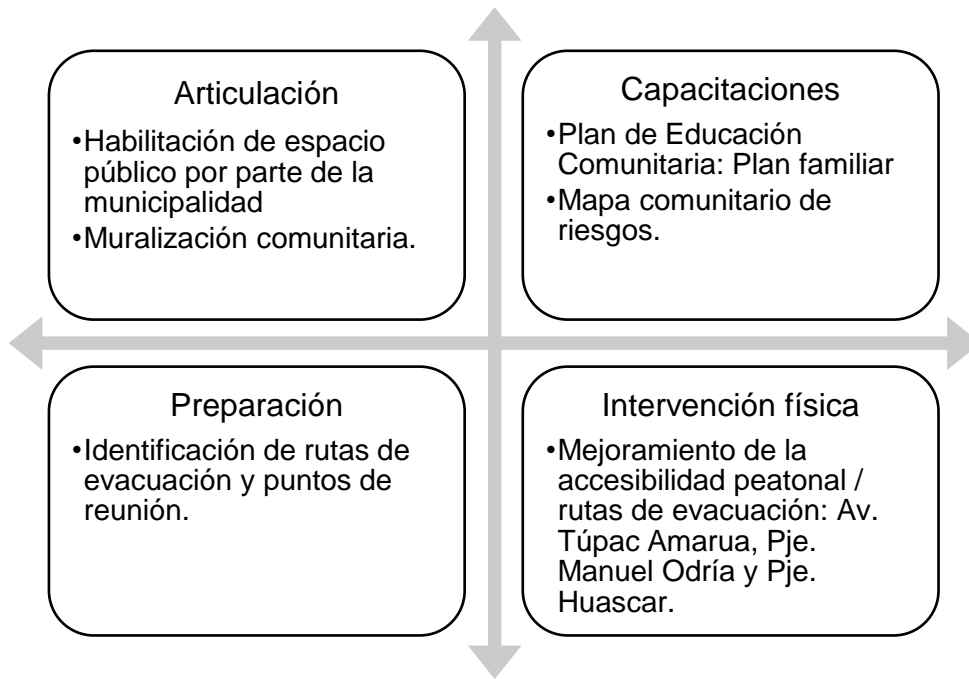 Articulación
•Habilitación de espacio
público por parte de la
municipalidad
•Muralización comunitaria.
Capacitaciones
•Plan de Educación
Comunitaria: Plan familiar
•Mapa comunitario de
riesgos.
Preparación
•Identificación de rutas de
evacuación y puntos de
reunión.
Intervención física
•Mejoramiento de la
accesibilidad peatonal /
rutas de evacuación: Av.
Túpac Amarua, Pje.
Manuel Odría y Pje.
Huascar.